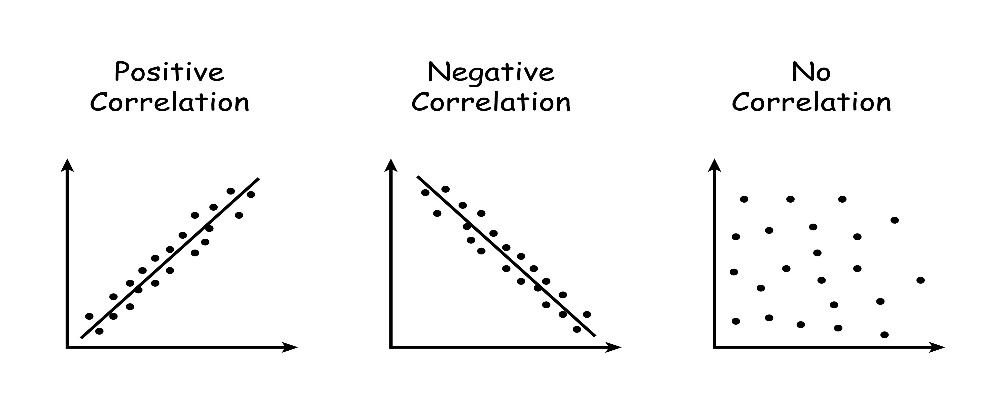 Positive
Correlation
Negative
Correlation
No
Correlation